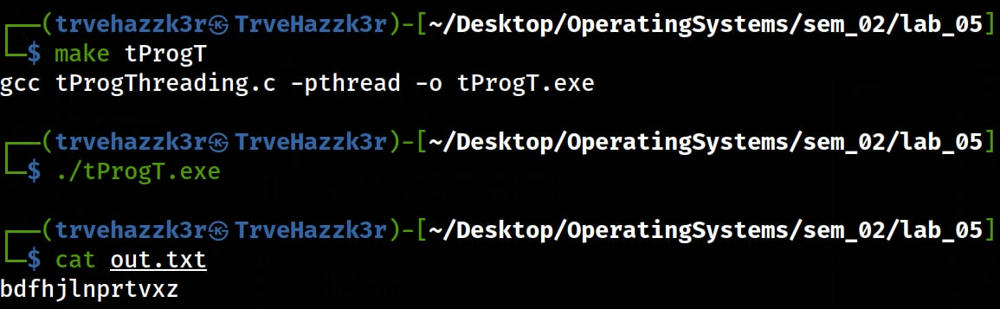 ┌──(trvehazzk3r㉿TrveHazzk3r)-[~/Desktop/OperatingSystems/sem_02/lab_05]
└─$ make tProgT
gcc tProgThreading.c -pthread -o tProgT.exe
┌──(trvehazzk3r㉿TrveHazzk3r)-[~/Desktop/OperatingSystems/sem_02/lab_05]
└─$ ./tProgT.exe
┌──(trvehazzk3r㉿TrveHazzk3r)-[~/Desktop/OperatingSystems/sem_02/lab_05]
└─$ cat out.txt
bdfhjlnprtvxz